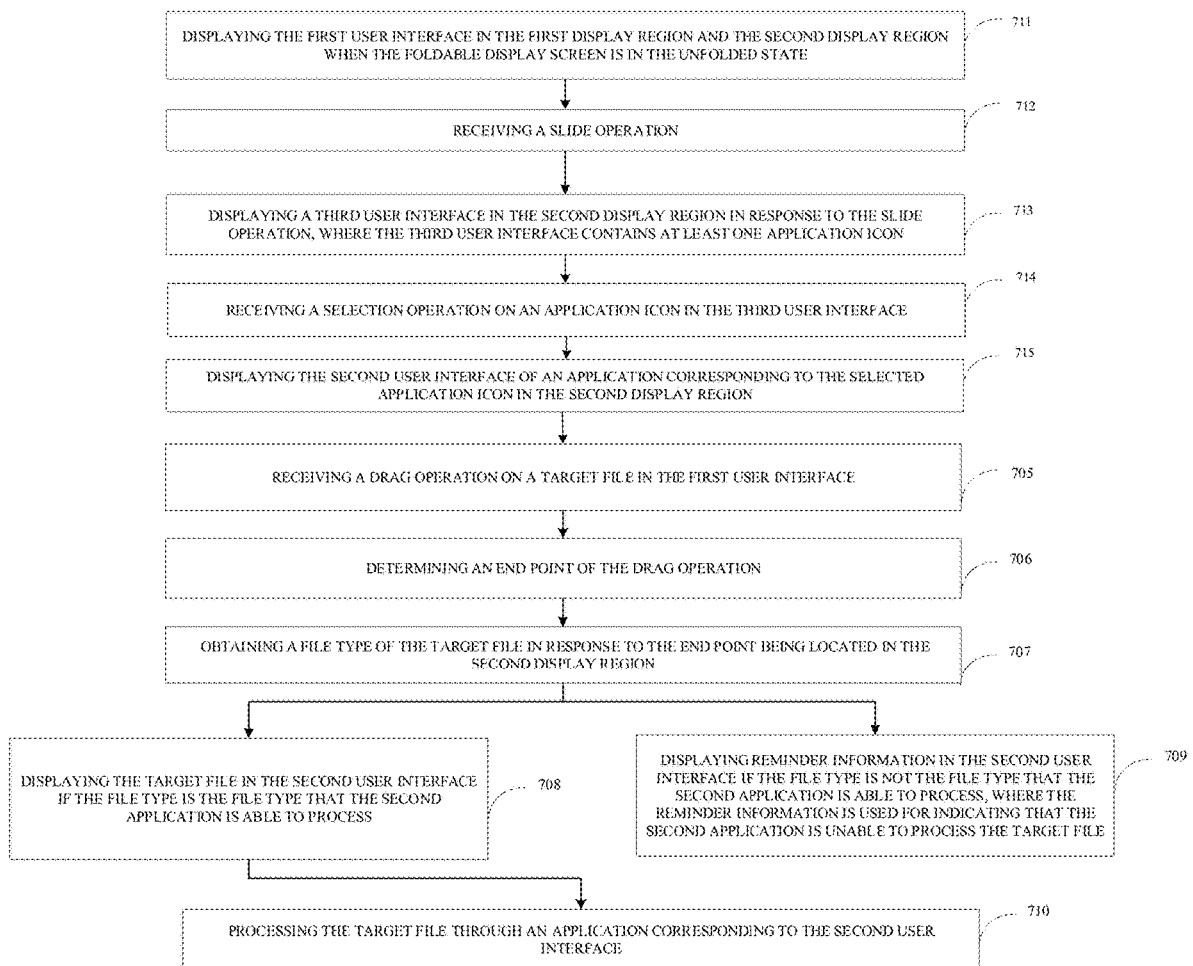 DISPLAYING THE FIRST USER INTERFACE IN THE FIRST DISPLAY REGION AND THE SECOND DISPLAY REGION
WHEN THE FOLDABLE DISPLAY SCREEN IS IN THE UNFOLDED STATE
711
RECEIVING A SLIDE OPERATION
712
DISPLAYING A THIRD USER INTERFACE IN THE SECOND DISPLAY REGION IN RESPONSE TO THE SLIDE
OPERATION, WHERE THE THIRD USER INTERFACE CONTAINS AT LEAST ONE APPLICATION ICON
713
RECEIVING A SELECTION OPERATION ON AN APPLICATION ICON IN THE THIRD USER INTERFACE
714
DISPLAYING THE SECOND USER INTERFACE OF AN APPLICATION CORRESPONDING TO THE SELECTED
APPLICATION ICON IN THE SECOND DISPLAY REGION
715
RECEIVING A DRAG OPERATION ON A TARGET FILE IN THE FIRST USER INTERFACE
705
DETERMINING AN END POINT OF THE DRAG OPERATION
706
OBTAINING A FILE TYPE OF THE TARGET FILE IN RESPONSE TO THE END POINT BEING LOCATED IN THE
SECOND DISPLAY REGION
707
DISPLAYING THE TARGET FILE IN THE SECOND USER INTERFACE
IF THE FILE TYPE IS THE FILE TYPE THAT THE SECOND
APPLICATION IS ABLE TO PROCESS
708
DISPLAYING REMINDER INFORMATION IN THE SECOND USER
INTERFACE IF THE FILE TYPE IS NOT THE FILE TYPE THAT THE
SECOND APPLICATION IS ABLE TO PROCESS, WHERE THE
REMINDER INFORMATION IS USED FOR INDICATING THAT THE
SECOND APPLICATION IS UNABLE TO PROCESS THE TARGET FILE
709
PROCESSING THE TARGET FILE THROUGH AN APPLICATION CORRESPONDING TO THE SECOND USER
INTERFACE
710